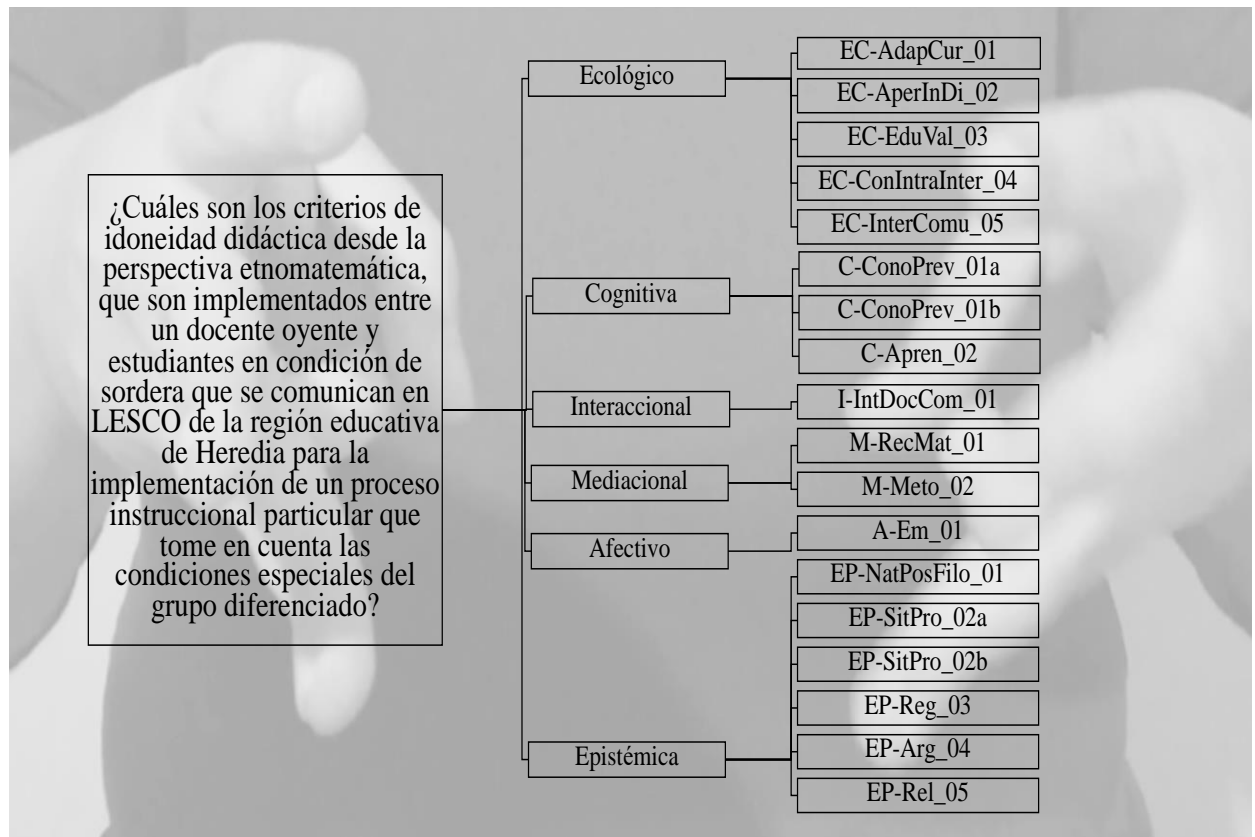 ¿Cuáles son los criterios de
idoneidad didáctica desde la
perspectiva etnomatemática,
que son implementados entre
un docente oyente y
estudiantes en condición de
sordera que se comunican en
LESCO de la región educativa
de Heredia para la
implementación de un proceso
instruccional particular que
tome en cuenta las
condiciones especiales del
grupo diferenciado?
Ecológico
EC-AdapCur_01
EC-AperInDi_02
EC-EduVal_03
EC-ConIntraInter_04
EC-InterComu_05
Cognitiva
C-ConoPrev_01a
C-ConoPrev_01b
C-Apren_02
Interaccional
I-IntDocCom_01
Mediacional
M-RecMat_01
M-Meto_02
Afectivo
A-Em_01
Epistémica
EP-NatPosFilo_01
EP-SitPro_02a
EP-SitPro_02b
EP-Reg_03
EP-Arg_04
EP-Rel_05